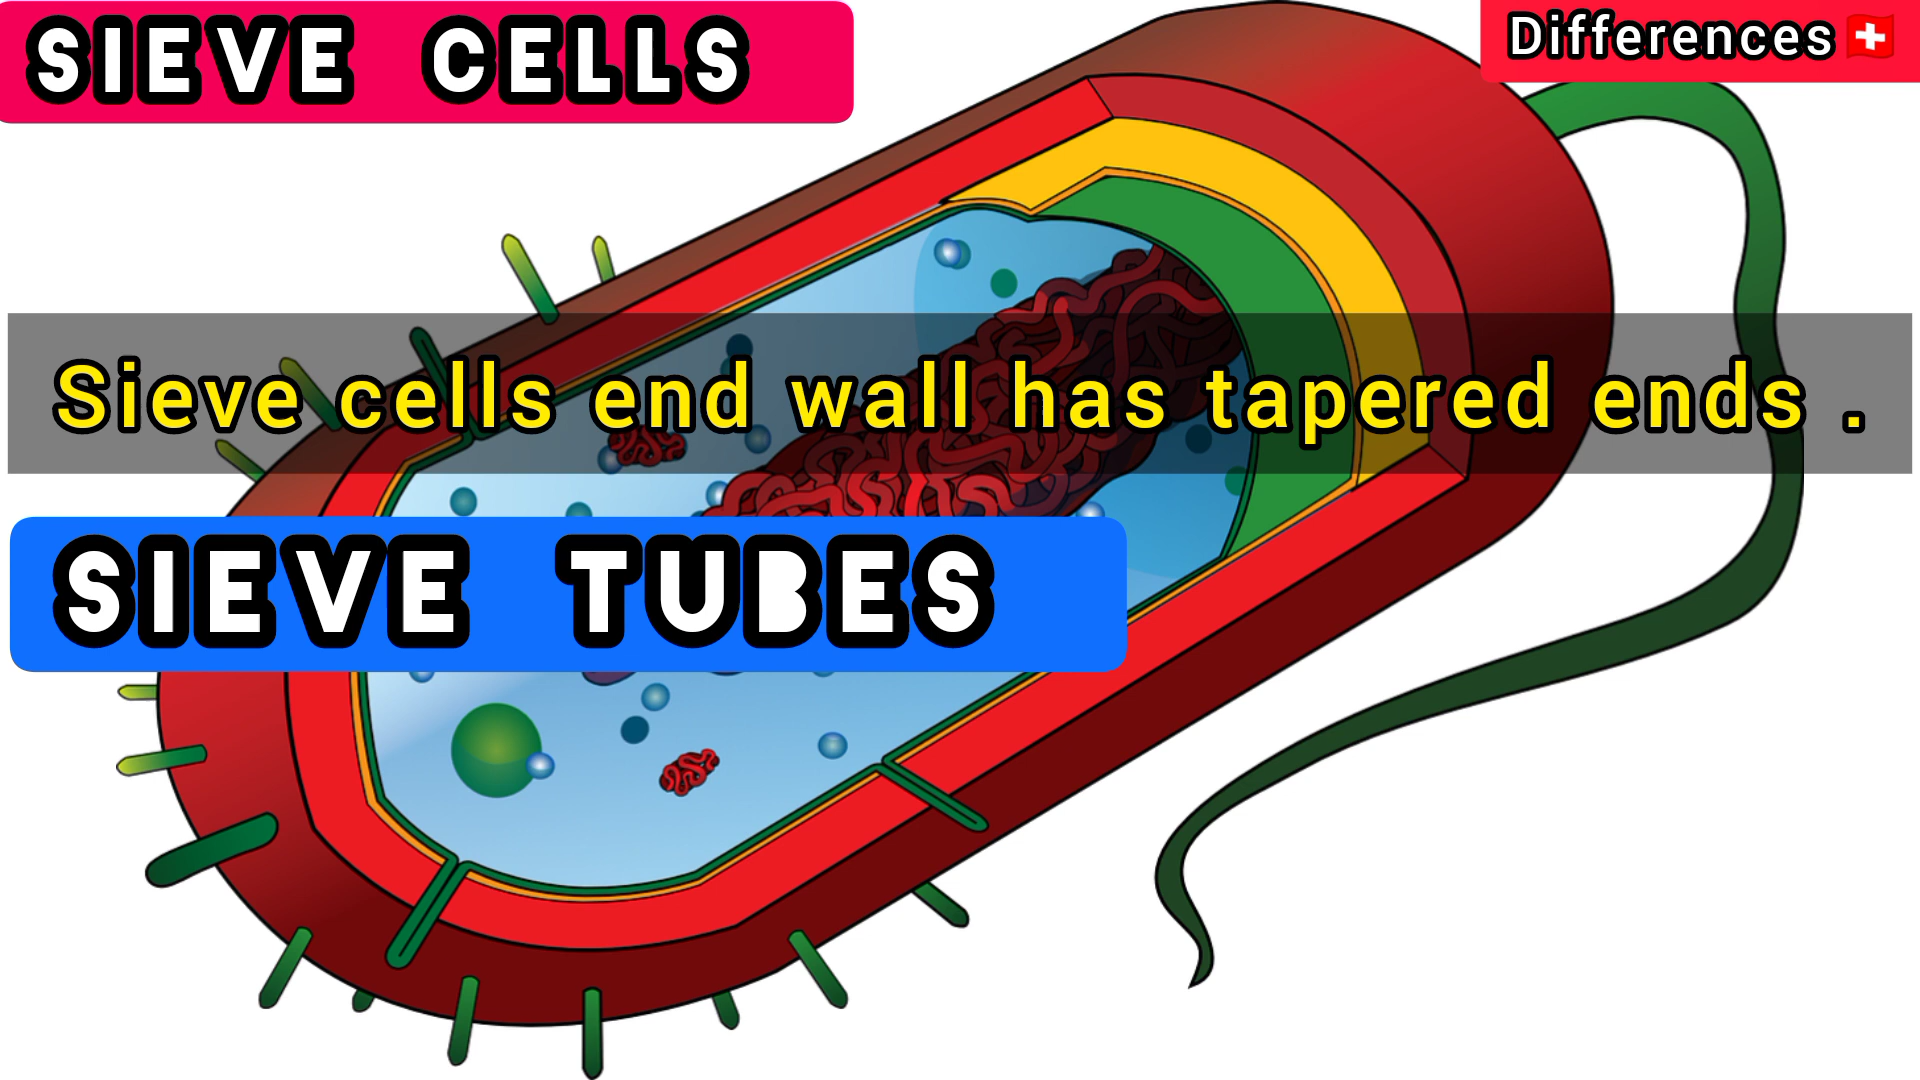 SIEVE CELLS
Differences
Sieve cells end wall has tapered ends .
SIEVE TUBES